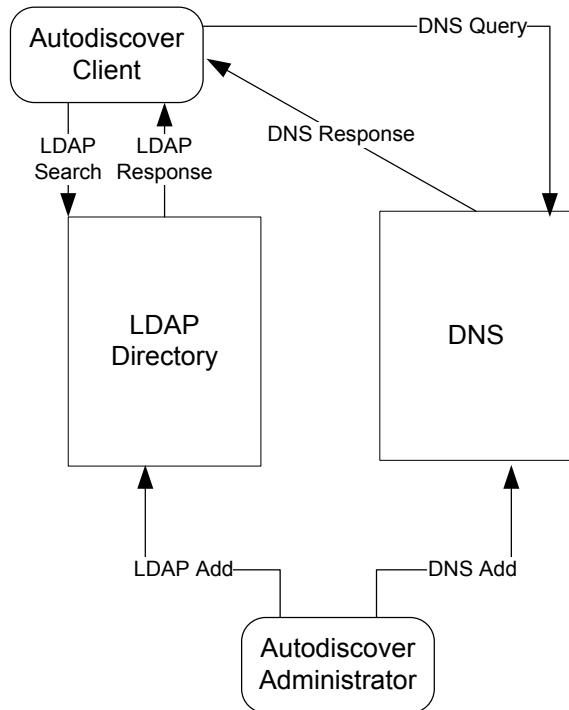 Autodiscover
Client
DNS Query
DNS Response
LDAP
Search
LDAP
Response
LDAP
Directory
DNS
LDAP Add
DNS Add
Autodiscover
Administrator